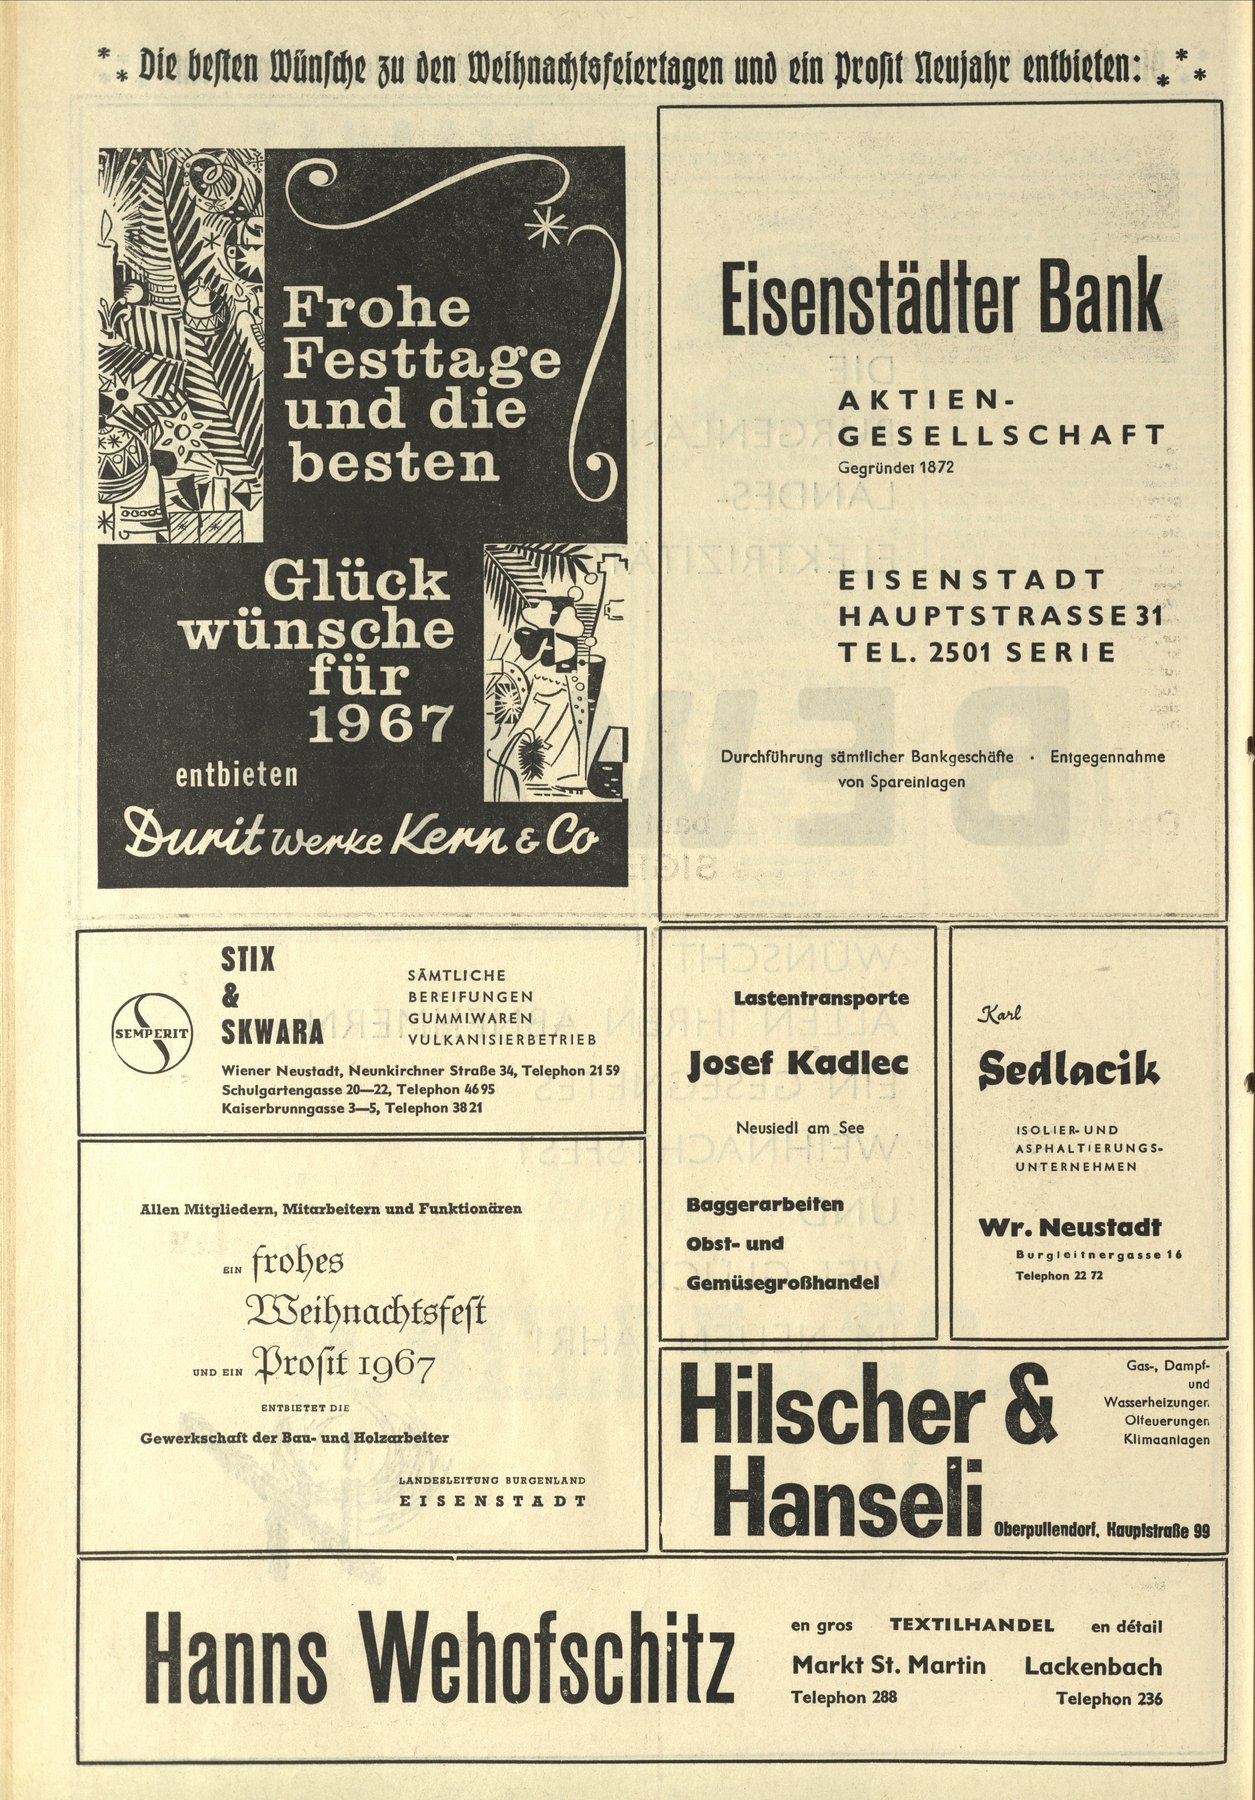 *⁎ Die besten Wünsche zu den Weihnachtsfeiertagen und ein Prosit Neujahr entbieten: ⁎*⁎
Frohe
Festtage
und die
besten
Glück
wünsche
für
1967
entbieten
Durit werke Kern & Co
Eisenstädter Bank
AKTIEN-
GESELLSCHAFT
Gegründet 1872
EISENSTADT
HAUPTSTRASSE 31
TEL. 2501 SERIE
Durchführung sämtlicher Bankgeschäfte · Entgegennahme
von Spareinlagen
SEMPERIT
STIX
&
SKWARA
SÄMTLICHE
BEREIFUNGEN
GUMMIWAREN
VULKANISIERBETRIEB
Wiener Neustadt, Neunkirchner Straße 34, Telephon 21 59
Schulgartengasse 20—22, Telephon 46 95
Kaiserbrunngasse 3—5, Telephon 38 21
Lastentransporte
Josef Kadlec
Neusiedl am See
Baggerarbeiten
Obst- und
Gemüsegroßhandel
Karl
Sedlacik
ISOLIER- UND
ASPHALTIERUNGS-
UNTERNEHMEN
Wr. Neustadt
Burgleitnergasse 16
Telephon 22 72
Allen Mitgliedern, Mitarbeitern und Funktionären
EIN frohes
Weihnachtsfest
UND EIN Prosit 1967
ENTBIETET DIE
Gewerkschaft der Bau- und Holzarbeiter
LANDESLEITUNG BURGENLAND
EISENSTADT
Hilscher &
Hanseli
Gas-, Dampf-
und
Wasserheizungen
Ölfeuerungen
Klimaanlagen
Oberpullendorf, Hauptstraße 99
Hanns Wehofschitz
en gros TEXTILHANDEL en détail
Markt St. Martin Lackenbach
Telephon 288 Telephon 236